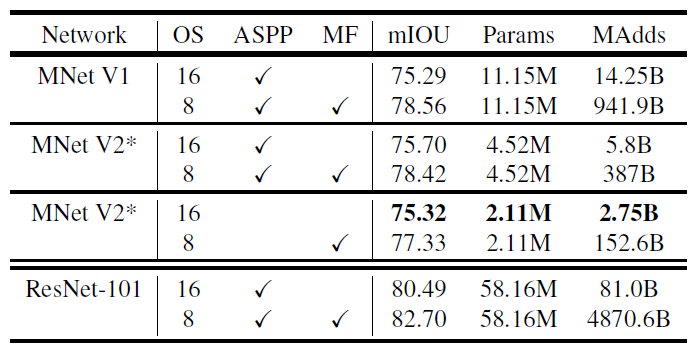 Network OS ASPP MF mIOU Params MAdds
MNet V1 16 ✓ 75.29 11.15M 14.25B
8 ✓ ✓ 78.56 11.15M 941.9B
MNet V2* 16 ✓ 75.70 4.52M 5.8B
8 ✓ ✓ 78.42 4.52M 387B
MNet V2* 16 75.32 2.11M 2.75B
8 ✓ 77.33 2.11M 152.6B
ResNet-101 16 ✓ 80.49 58.16M 81.0B
8 ✓ ✓ 82.70 58.16M 4870.6B